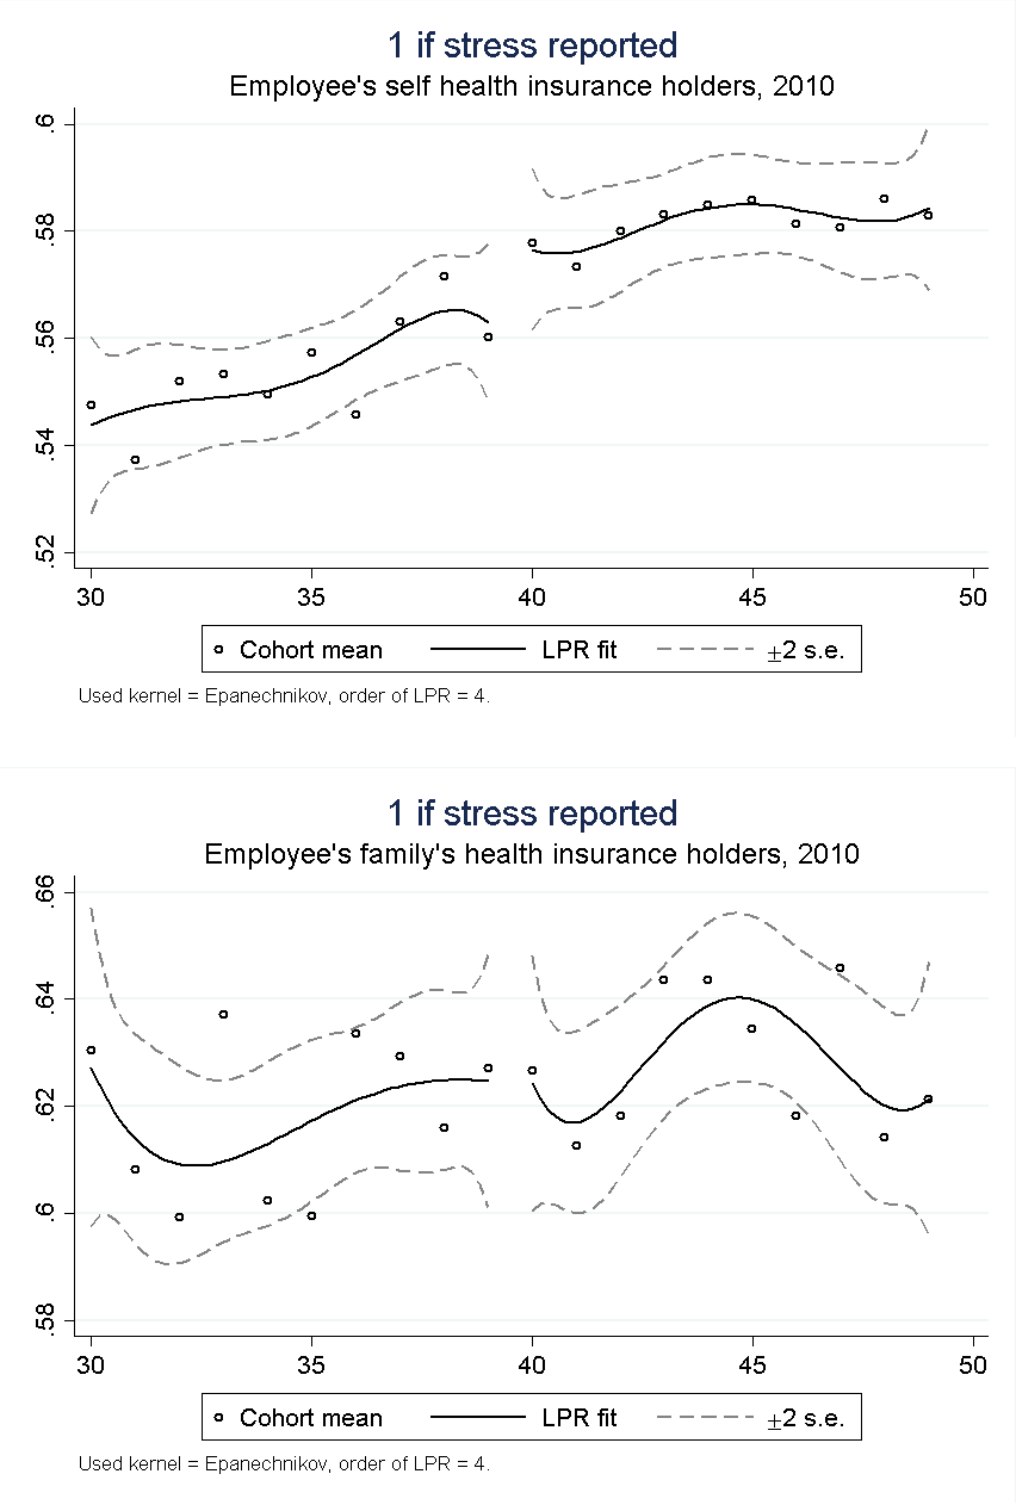 1 if stress reported
Employee's self health insurance holders, 2010
.6
.58
.56
.54
.52
30 35 40 45 50
Cohort mean LPR fit ±2 s.e.
Used kernel = Epanechnikov, order of LPR = 4.
1 if stress reported
Employee's family's health insurance holders, 2010
.66
.64
.62
.6
.58
30 35 40 45 50
Cohort mean LPR fit ±2 s.e.
Used kernel = Epanechnikov, order of LPR = 4.